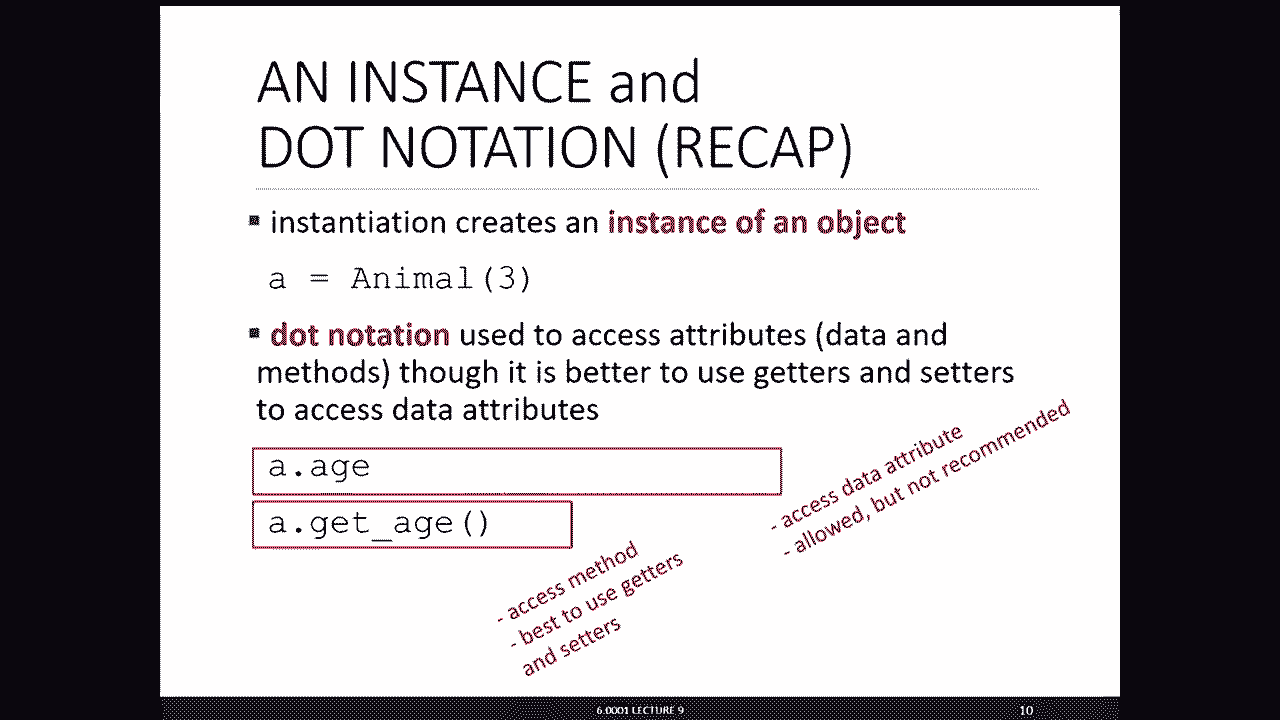 AN INSTANCE and
DOT NOTATION (RECAP)
▪ instantiation creates an instance of an object
a = Animal(3)
▪ dot notation used to access attributes (data and
methods) though it is better to use getters and setters
to access data attributes
a.age
- access data attribute
- allowed, but not recommended
a.get_age()
- access method
- best to use getters
and setters
6.0001 LECTURE 9
10